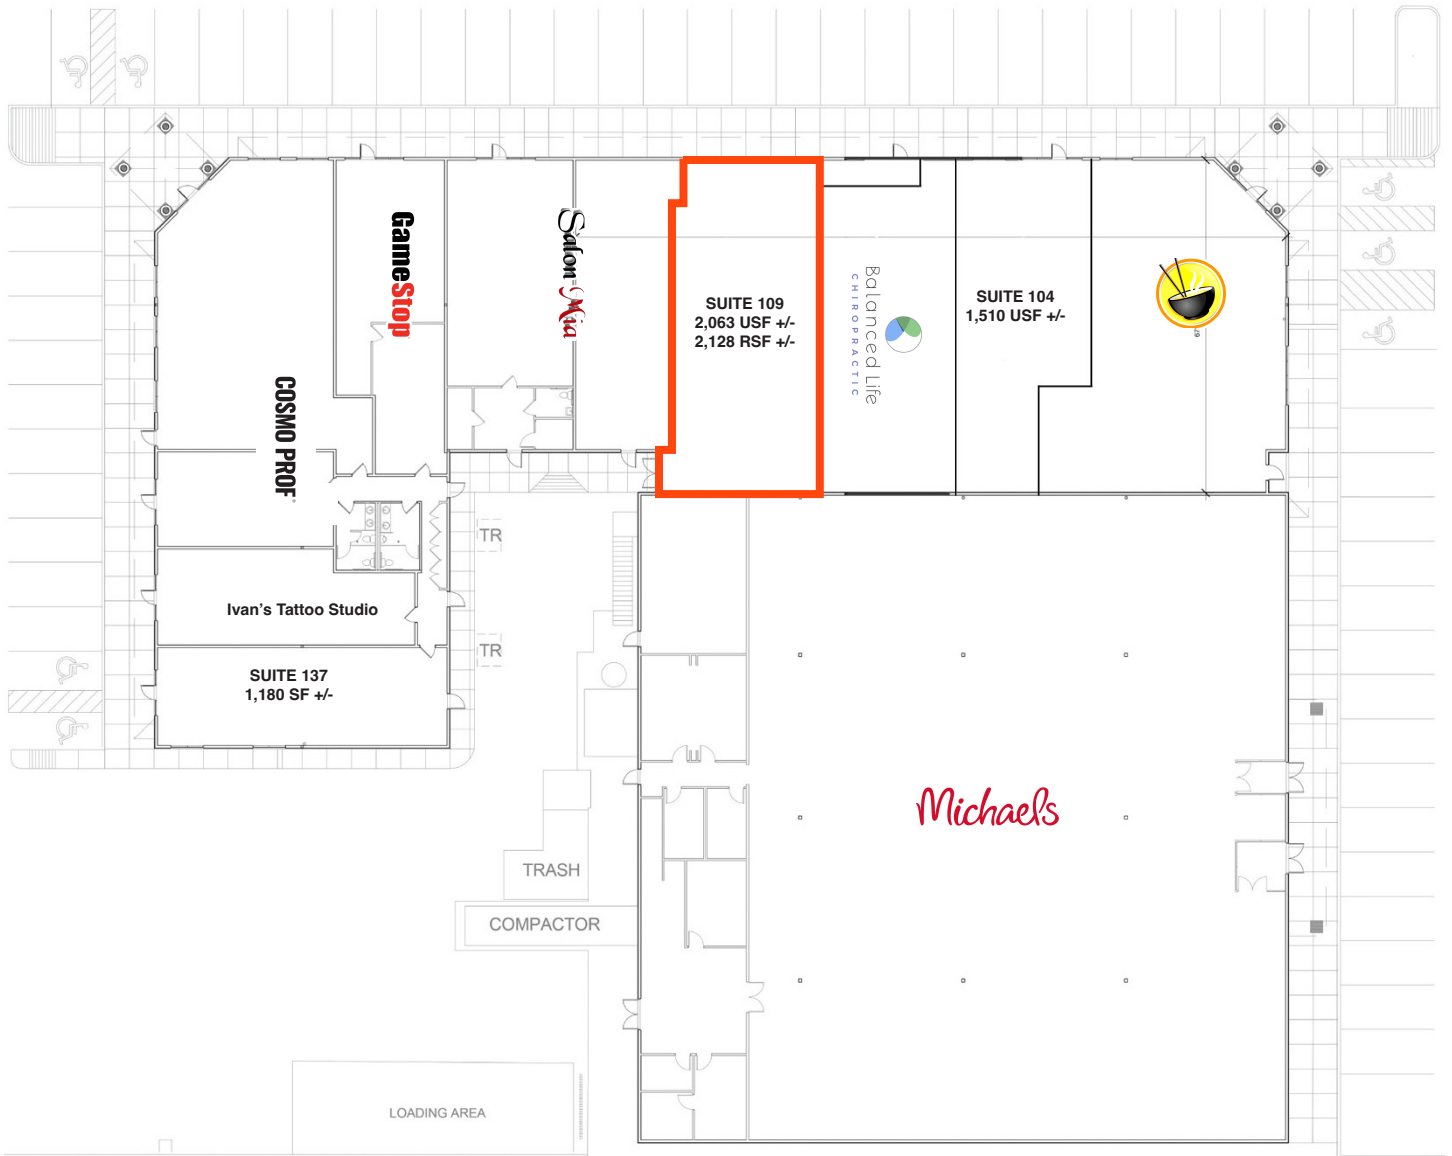 GameStop
Salon Mia
SUITE 109
2,063 USF +/-
2,128 RSF +/-
Balanced Life
CHIROPRACTIC
SUITE 104
1,510 USF +/-
COSMO PROF
TR
Ivan's Tattoo Studio
TR
SUITE 137
1,180 SF +/-
Michaels
TRASH
COMPACTOR
LOADING AREA